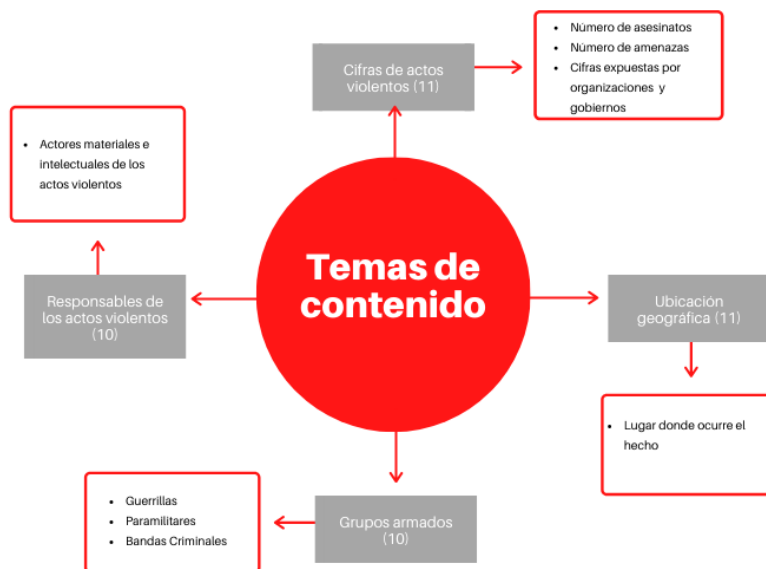 • Número de asesinatos
• Número de amenazas
• Cifras expuestas por
organizaciones y
gobiernos
Cifras de actos
violentos (11)
• Actores materiales e
intelectuales de los
actos violentos
Temas de
contenido
Responsables de
los actos violentos
(10)
Ubicación
geográfica (11)
• Lugar donde ocurre el
hecho
• Guerrillas
• Paramilitares
• Bandas Criminales
Grupos armados
(10)